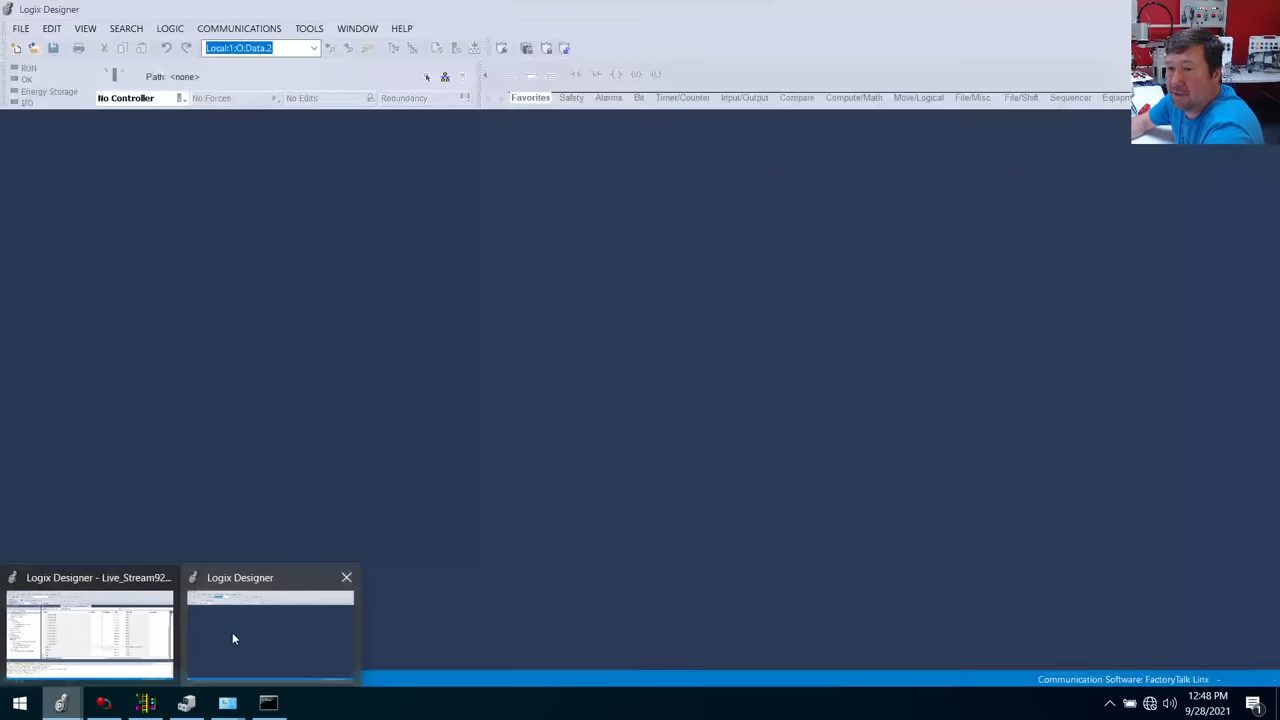 Logix Designer
FILE EDIT VIEW SEARCH LOGIC COMMUNICATIONS TOOLS WINDOW HELP
Local:1:O.Data.2
RUN
OK
Energy Storage
I/O
Path: <none>
No Controller No Forces No Edits Redundancy
Favorites Safety Alarms Bit Timer/Counter Input/Output Compare Compute/Math Move/Logical File/Misc File/Shift Sequencer Equipm
Logix Designer - Live_Stream92...
Logix Designer
Communication Software: FactoryTalk Linx -
12:48 PM
9/28/2021
1